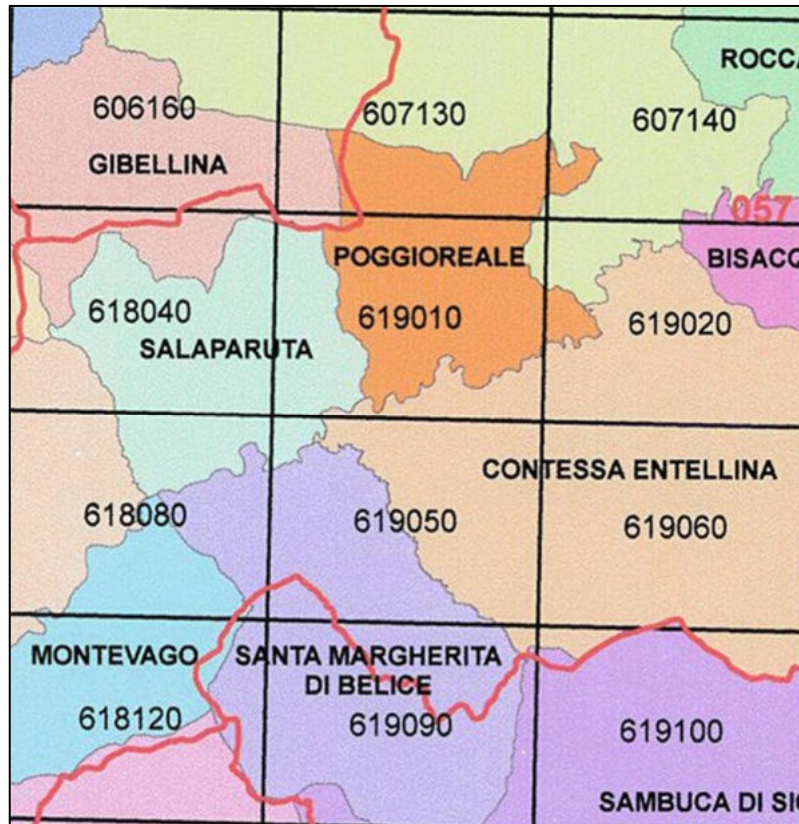 ROCCA
606160
607130
607140
GIBELLINA
057
POGGIOREALE
BISACQ
618040
619010
619020
SALAPARUTA
CONTESSA ENTELLINA
618080
619050
619060
MONTEVAGO
SANTA MARGHERITA
DI BELICE
618120
619090
619100
SAMBUCA DI SIC